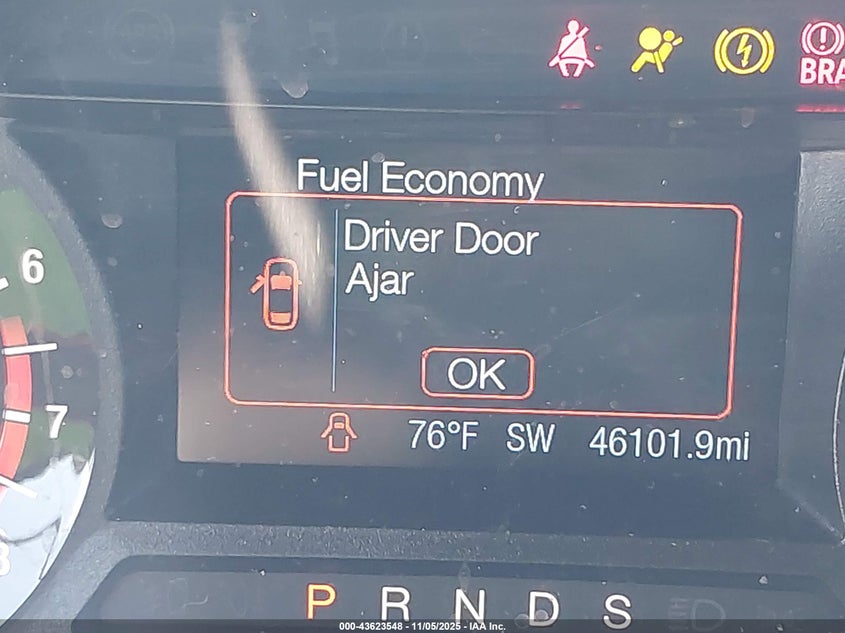 BRA
Fuel Economy
6
Driver Door
Ajar
OK
7
76°F SW 46101.9mi
P R N D S
000-43623548 - 11/05/2025 - IAA Inc.